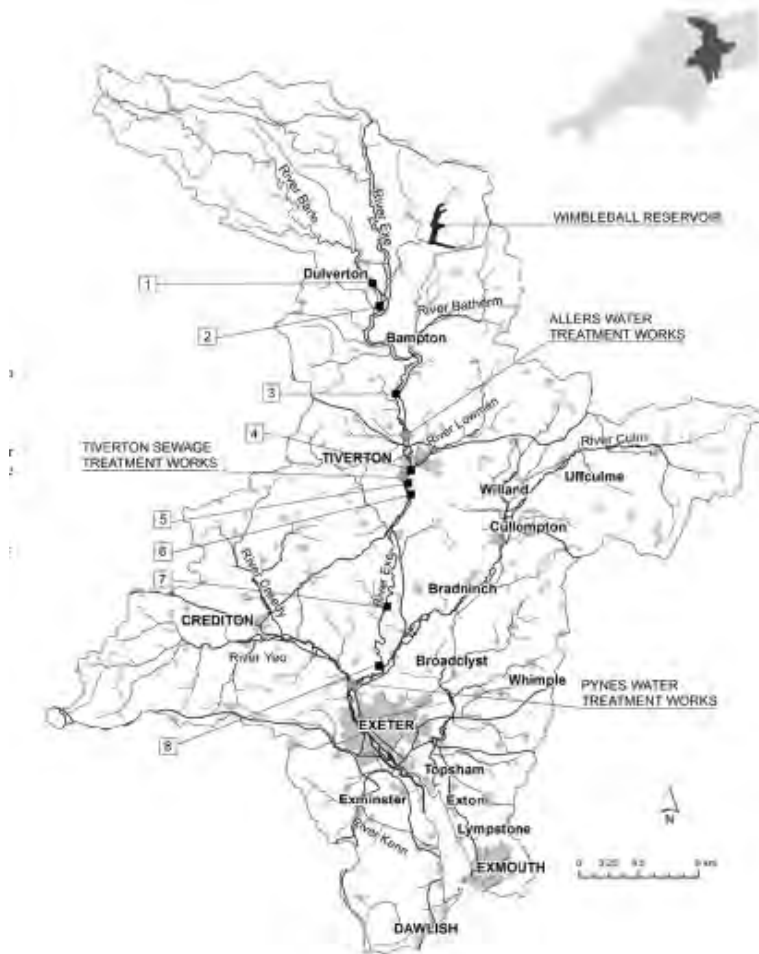 River Barle
River Exe
WIMBLEBALL RESERVOIR
Dulverton
1
River Batherm
2
ALLERS WATER
TREATMENT WORKS
Bampton
3
River Lowman
River Culm
4
TIVERTON SEWAGE
TREATMENT WORKS
TIVERTON
Uffculme
Willand
5
Cullompton
6
River Exe
7
River Creedy
Bradninch
CREDITON
River Yeo
Broadclyst
Whimple
PYNES WATER
TREATMENT WORKS
EXETER
8
Topsham
Exminster
Exton
River Kenn
Lympstone
N
EXMOUTH
0
9 km
DAWLISH